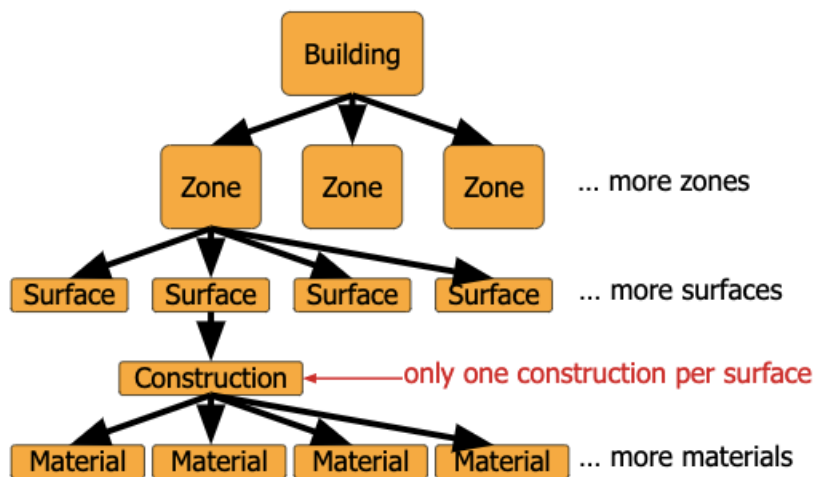 Building
Zone Zone Zone ... more zones
Surface Surface Surface Surface ... more surfaces
Construction only one construction per surface
Material Material Material Material ... more materials